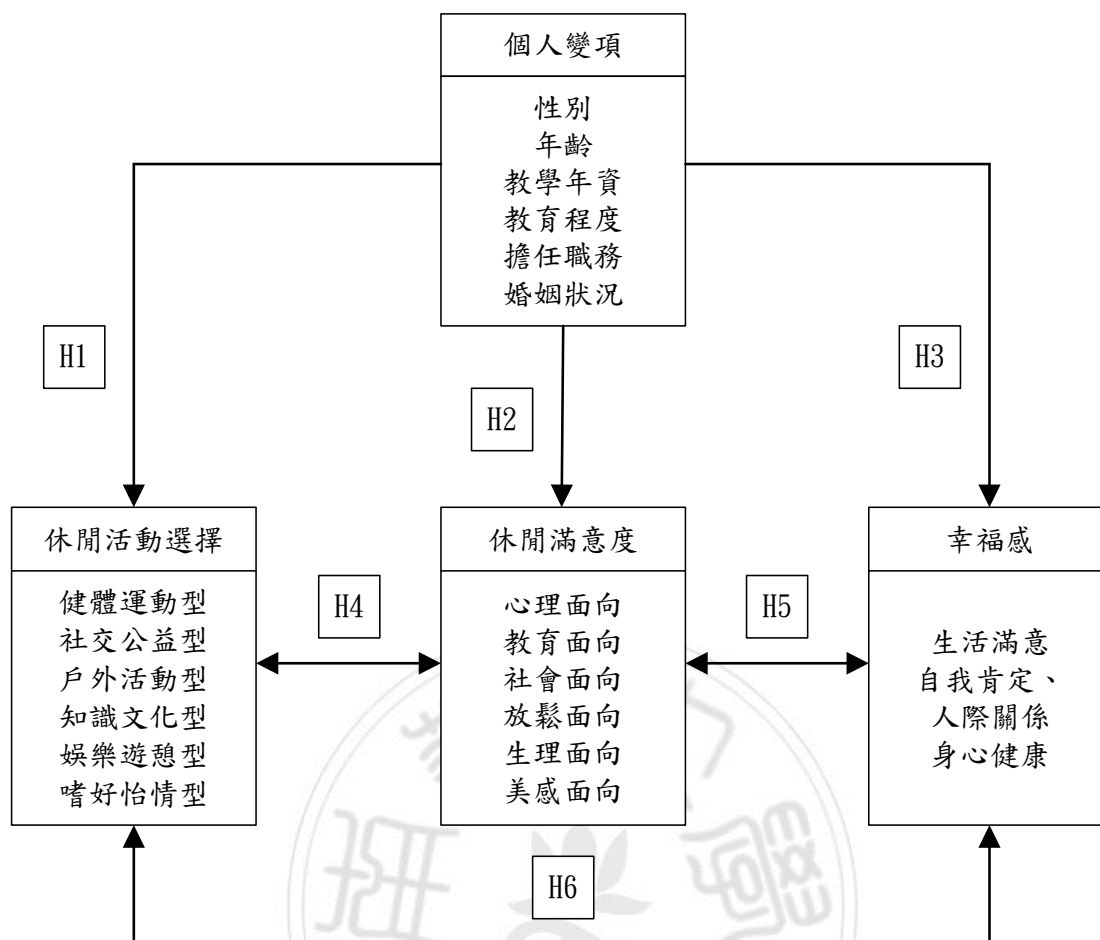 個人變項
性別
年齡
教學年資
教育程度
擔任職務
婚姻狀況
H1
H2
H3
休閒活動選擇
健體運動型
社交公益型
戶外活動型
知識文化型
娛樂遊憩型
嗜好怡情型
H4
休閒滿意度
心理面向
教育面向
社會面向
放鬆面向
生理面向
美感面向
H5
幸福感
生活滿意
自我肯定、
人際關係
身心健康
H6